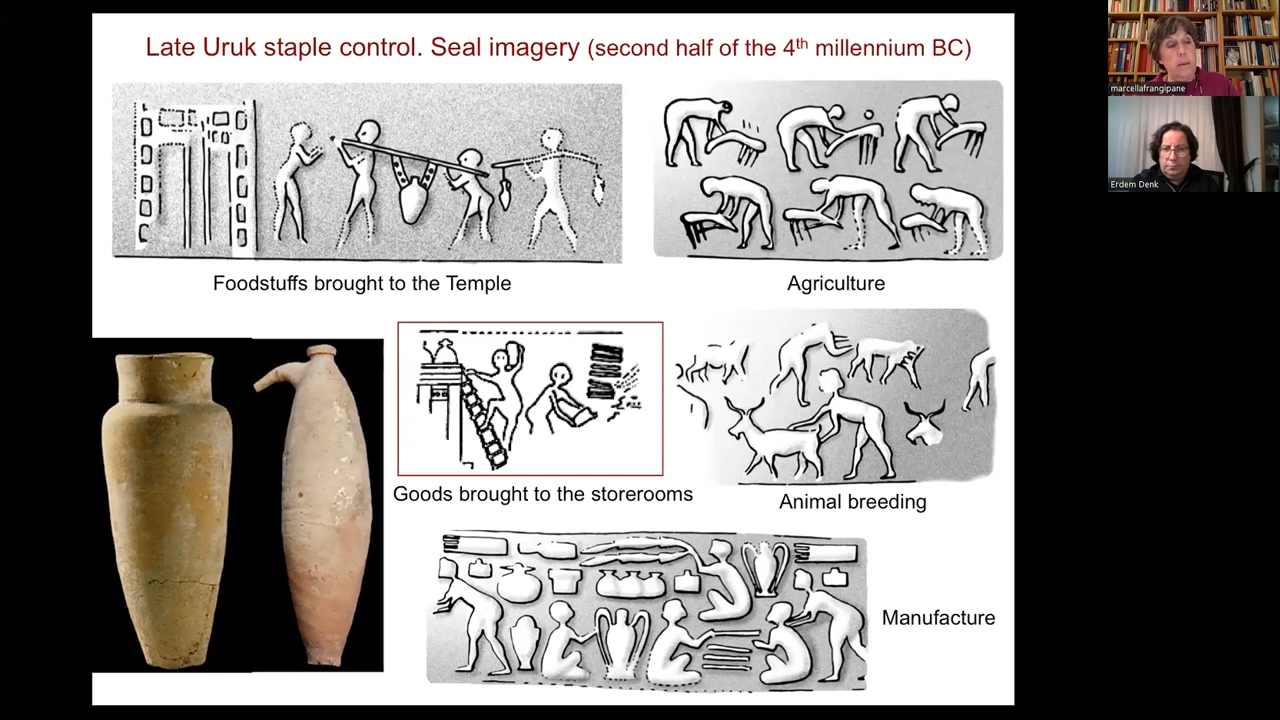 Late Uruk staple control. Seal imagery (second half of the 4th millennium BC)
marcellafrangipane
Erdem Denk
Foodstuffs brought to the Temple
Agriculture
Goods brought to the storerooms
Animal breeding
Manufacture